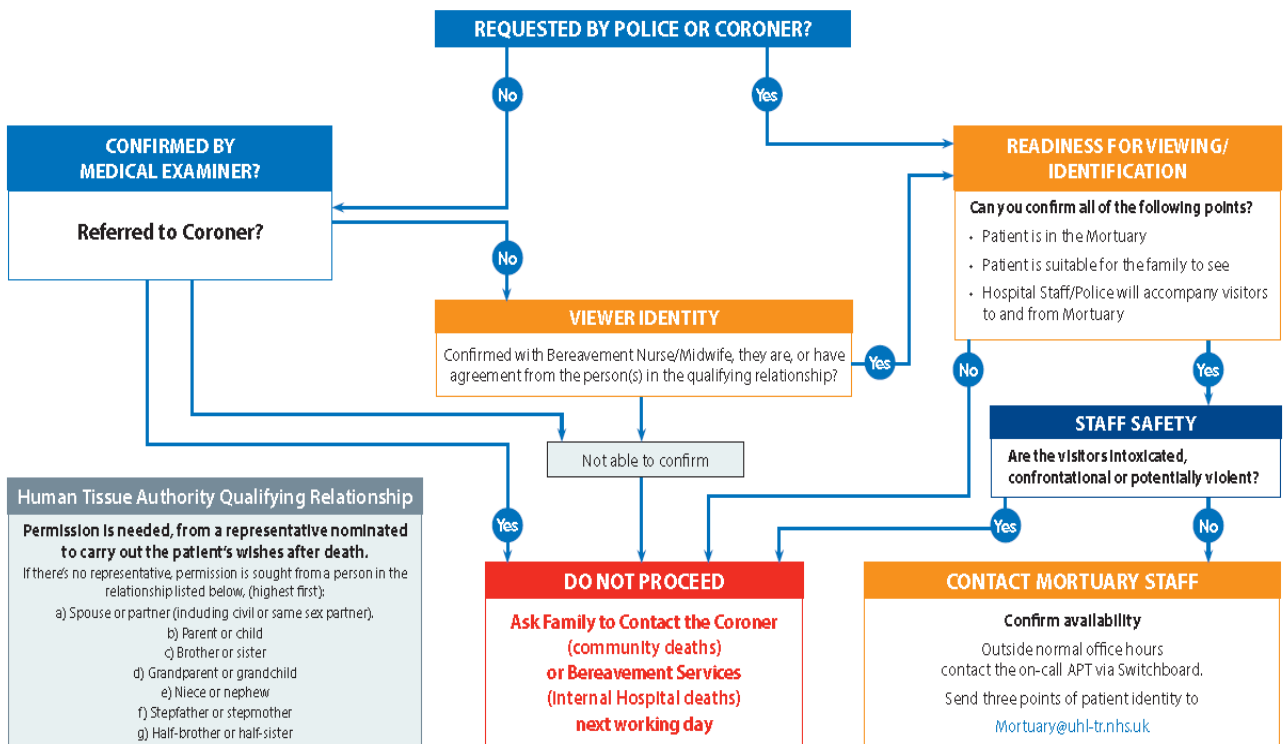 REQUESTED BY POLICE OR CORONER?
No
Yes
CONFIRMED BY
MEDICAL EXAMINER?
Referred to Coroner?
READINESS FOR VIEWING/
IDENTIFICATION
Can you confirm all of the following points?
• Patient is in the Mortuary
• Patient is suitable for the family to see
• Hospital Staff/Police will accompany visitors
to and from Mortuary
No
VIEWER IDENTITY
Confirmed with Bereavement Nurse/Midwife, they are, or have
agreement from the person(s) in the qualifying relationship?
Yes
No
Yes
Not able to confirm
STAFF SAFETY
Are the visitors intoxicated,
confrontational or potentially violent?
Yes
Yes
No
Human Tissue Authority Qualifying Relationship
Permission is needed, from a representative nominated
to carry out the patient's wishes after death.
If there's no representative, permission is sought from a person in the
relationship listed below, (highest first):
a) Spouse or partner (including civil or same sex partner).
b) Parent or child
c) Brother or sister
d) Grandparent or grandchild
e) Niece or nephew
f) Stepfather or stepmother
g) Half-brother or half-sister
DO NOT PROCEED
Ask Family to Contact the Coroner
(community deaths)
or Bereavement Services
(Internal Hospital deaths)
next working day
CONTACT MORTUARY STAFF
Confirm availability
Outside normal office hours
contact the on-call APT via Switchboard.
Send three points of patient identity to
Mortuary@uhl-tr.nhs.uk